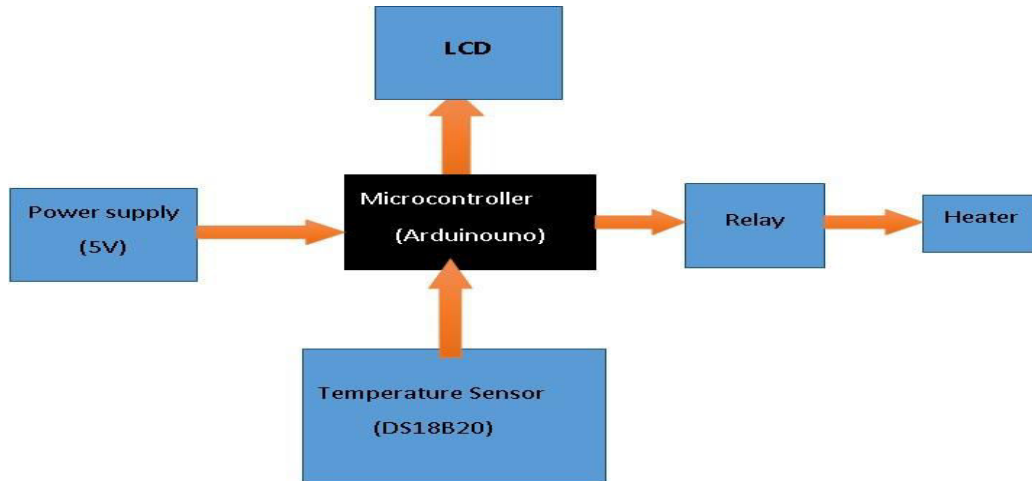 LCD
Power supply
(5V)
Microcontroller
(Arduinouno)
Relay
Heater
Temperature Sensor
(DS18B20)